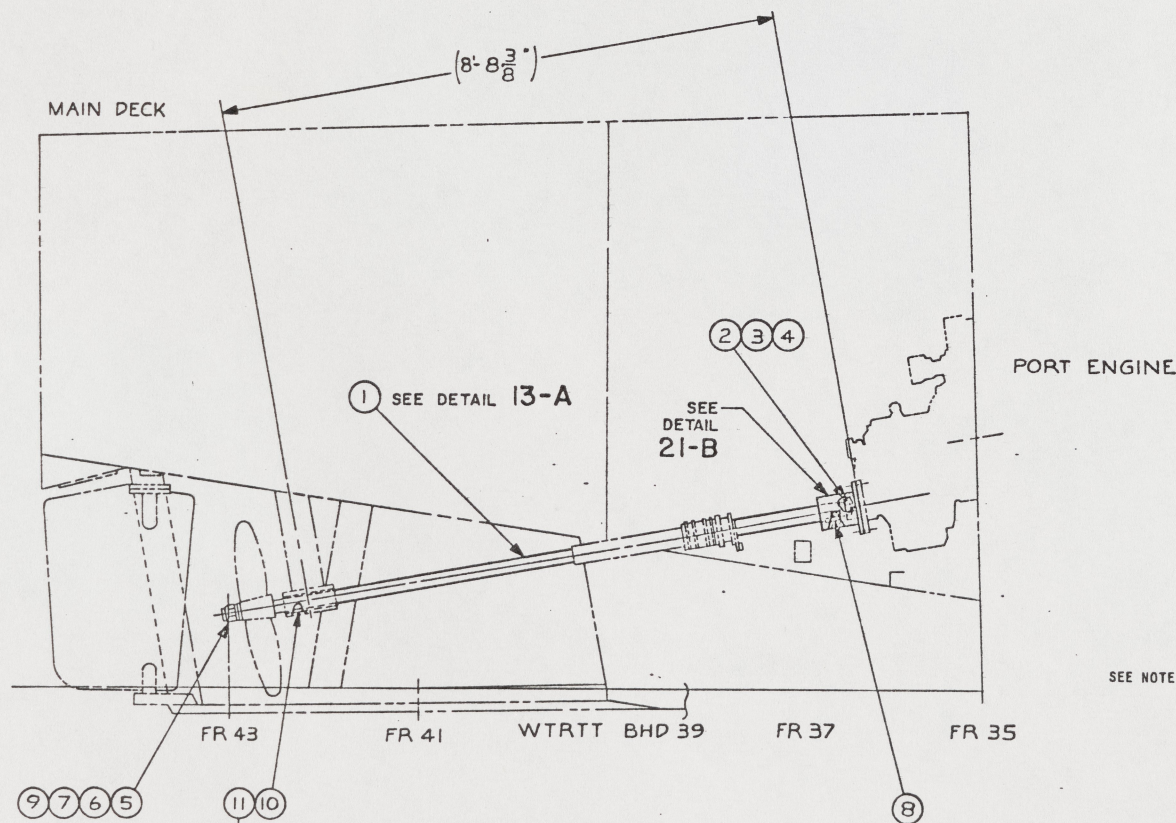 (8'-8 3/8")
MAIN DECK
2 3 4
PORT ENGINE
1 SEE DETAIL 13-A
SEE
DETAIL
21-B
SEE NOTE
FR 43
FR 41
WTRTT BHD 39
FR 37
FR 35
9 7 6 5
11 10
8